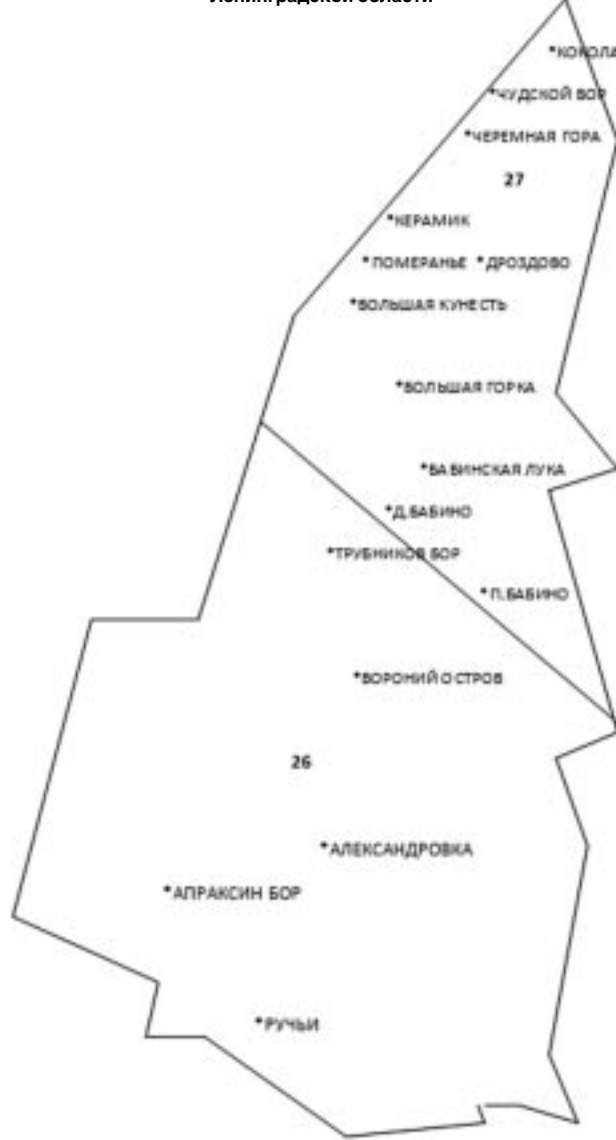 Ленинградской области
*КОКОЛА
*ЧУДСКОЙ БОР
*ЧЕРЕМНАЯ ГОРА
27
*КЕРАМИК
*ПОМЕРАНЬЕ *ДРОЗДОВО
*БОЛЬШАЯ КУНЕСТЬ
*БОЛЬШАЯ ГОРКА
*БАБИНСКАЯ ЛУКА
*Д.БАБИНО
*ТРУБНИКОВ БОР
*П.БАБИНО
*ВОРОНИЙ ОСТРОВ
26
*АЛЕКСАНДРОВКА
*АПРАКСИН БОР
*РУЧЬИ